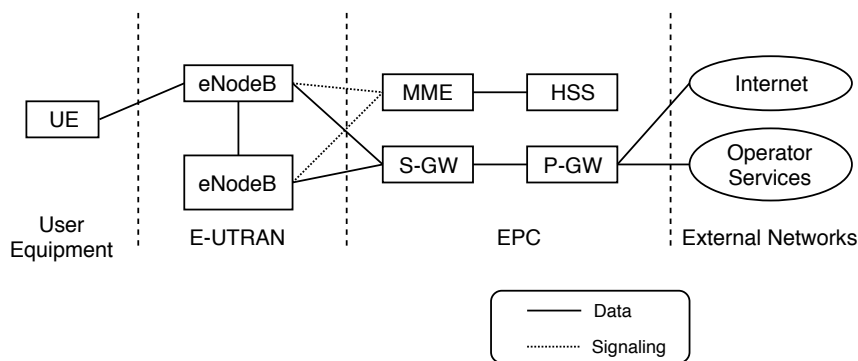 eNodeB
MME
HSS
Internet
UE
eNodeB
S-GW
P-GW
Operator
Services
User
Equipment
E-UTRAN
EPC
External Networks
Data
Signaling